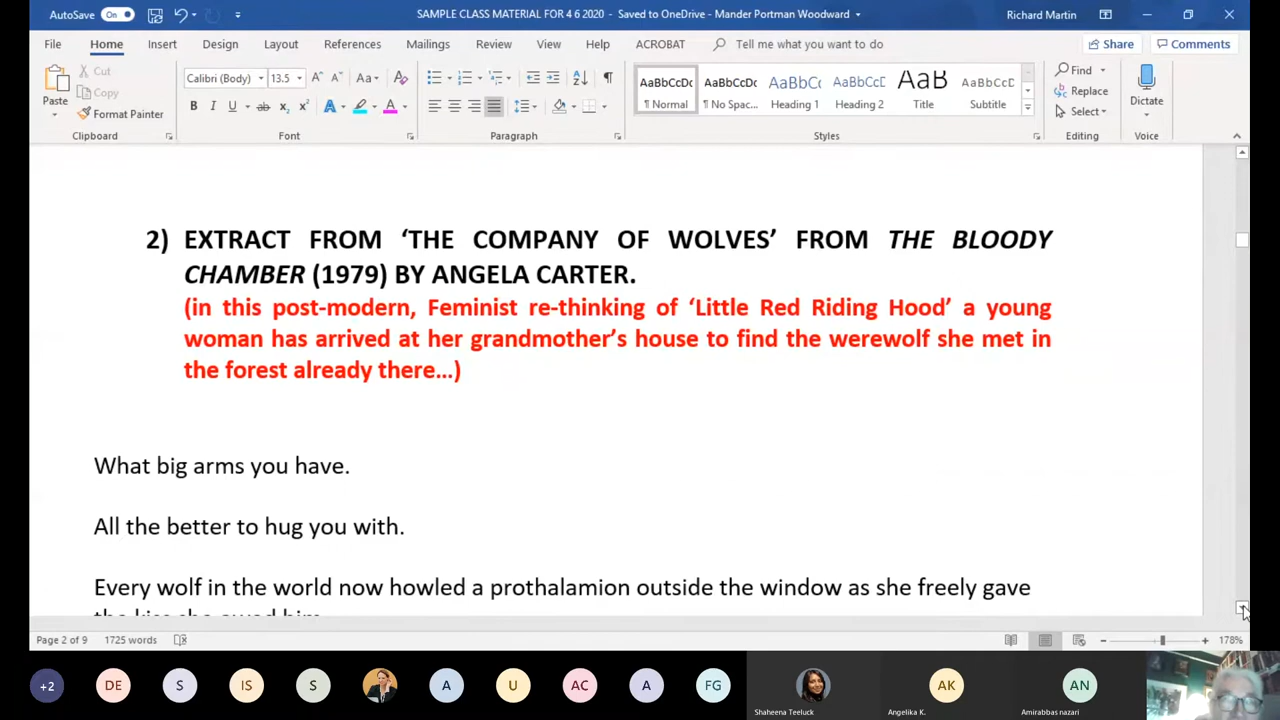 AutoSave On SAMPLE CLASS MATERIAL FOR 4 6 2020 - Saved to OneDrive - Mander Portman Woodward Richard Martin
File Home Insert Design Layout References Mailings Review View Help ACROBAT Tell me what you want to do Share Comments
Paste Cut Copy Format Painter
Calibri (Body) 13.5
AaBbCcDc AaBbCcDc AaBbCc AaBbCcC AaB AaBbCcC
¶ Normal ¶ No Spac... Heading 1 Heading 2 Title Subtitle
Find Replace Select Dictate
Clipboard Font Paragraph Styles Editing Voice
2) EXTRACT FROM ‘THE COMPANY OF WOLVES’ FROM THE BLOODY
CHAMBER (1979) BY ANGELA CARTER.
(in this post-modern, Feminist re-thinking of ‘Little Red Riding Hood’ a young
woman has arrived at her grandmother’s house to find the werewolf she met in
the forest already there…)
What big arms you have.
All the better to hug you with.
Every wolf in the world now howled a prothalamion outside the window as she freely gave
the kiss she owed him.
Page 2 of 9 1725 words 178%
+2 DE S IS S A U AC A FG AK AN
Shaheena Teeluck Angelika K. Amirabbas nazari